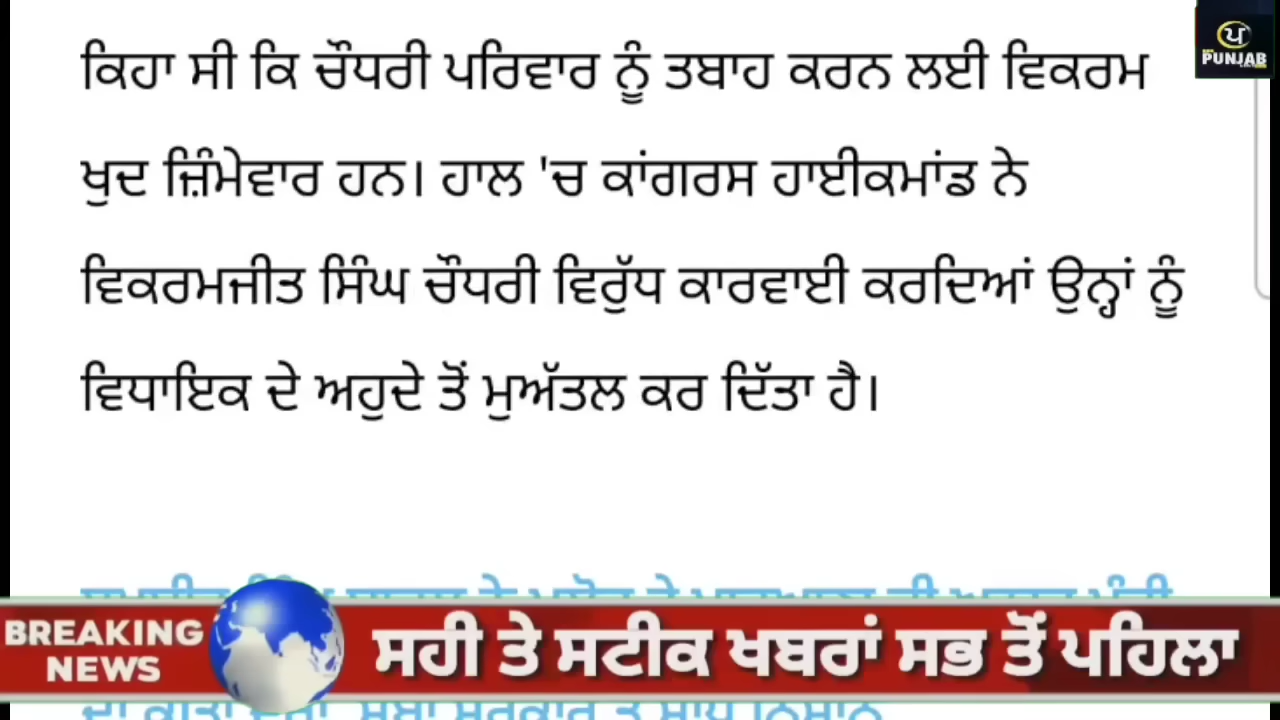 ਪ
PUNJAB
ਕਿਹਾ ਸੀ ਕਿ ਚੌਧਰੀ ਪਰਿਵਾਰ ਨੂੰ ਤਬਾਹ ਕਰਨ ਲਈ ਵਿਕਰਮ
ਖੁਦ ਜ਼ਿੰਮੇਵਾਰ ਹਨ। ਹਾਲ 'ਚ ਕਾਂਗਰਸ ਹਾਈਕਮਾਂਡ ਨੇ
ਵਿਕਰਮਜੀਤ ਸਿੰਘ ਚੌਧਰੀ ਵਿਰੁੱਧ ਕਾਰਵਾਈ ਕਰਦਿਆਂ ਉਨ੍ਹਾਂ ਨੂੰ
ਵਿਧਾਇਕ ਦੇ ਅਹੁਦੇ ਤੋਂ ਮੁਅੱਤਲ ਕਰ ਦਿੱਤਾ ਹੈ।
BREAKING
NEWS
ਸਹੀ ਤੇ ਸਟੀਕ ਖਬਰਾਂ ਸਭ ਤੋਂ ਪਹਿਲਾ